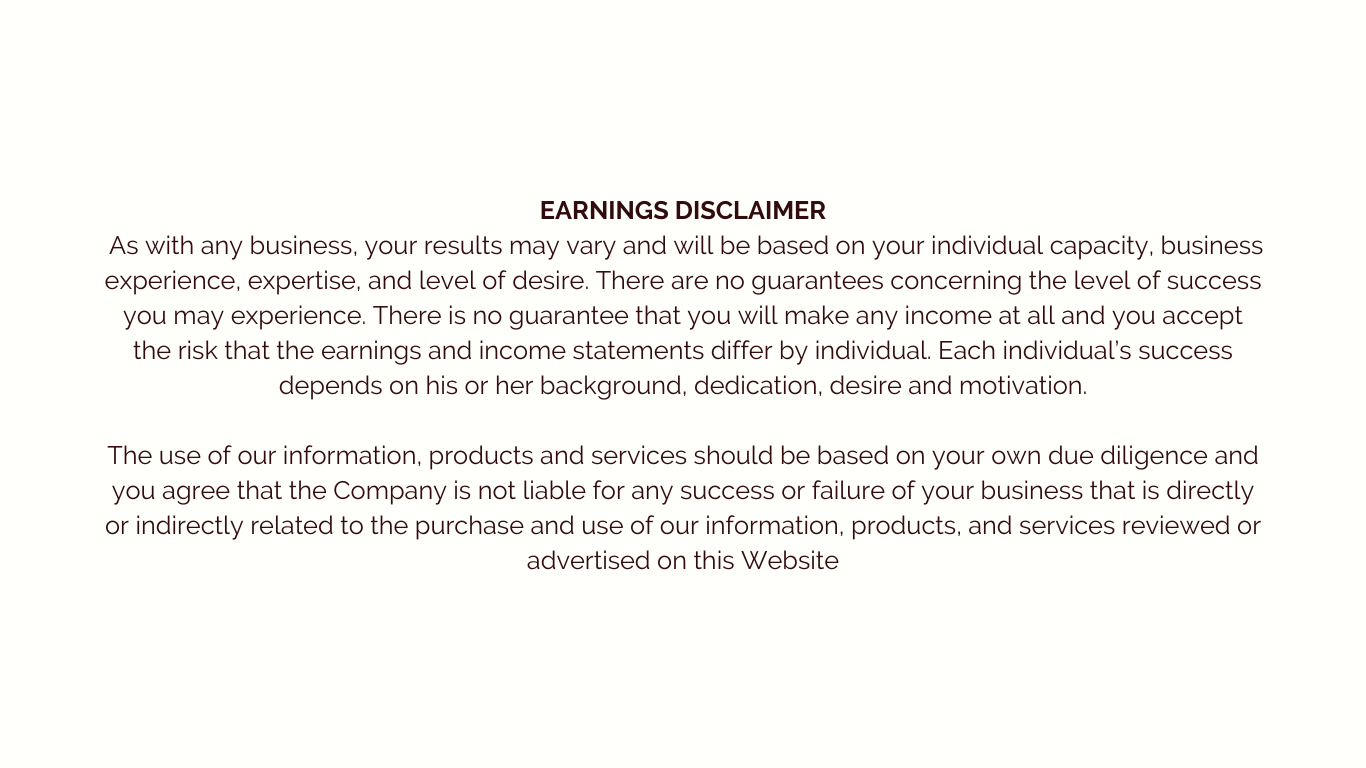 EARNINGS DISCLAIMER
As with any business, your results may vary and will be based on your individual capacity, business
experience, expertise, and level of desire. There are no guarantees concerning the level of success
you may experience. There is no guarantee that you will make any income at all and you accept
the risk that the earnings and income statements differ by individual. Each individual’s success
depends on his or her background, dedication, desire and motivation.
The use of our information, products and services should be based on your own due diligence and
you agree that the Company is not liable for any success or failure of your business that is directly
or indirectly related to the purchase and use of our information, products, and services reviewed or
advertised on this Website